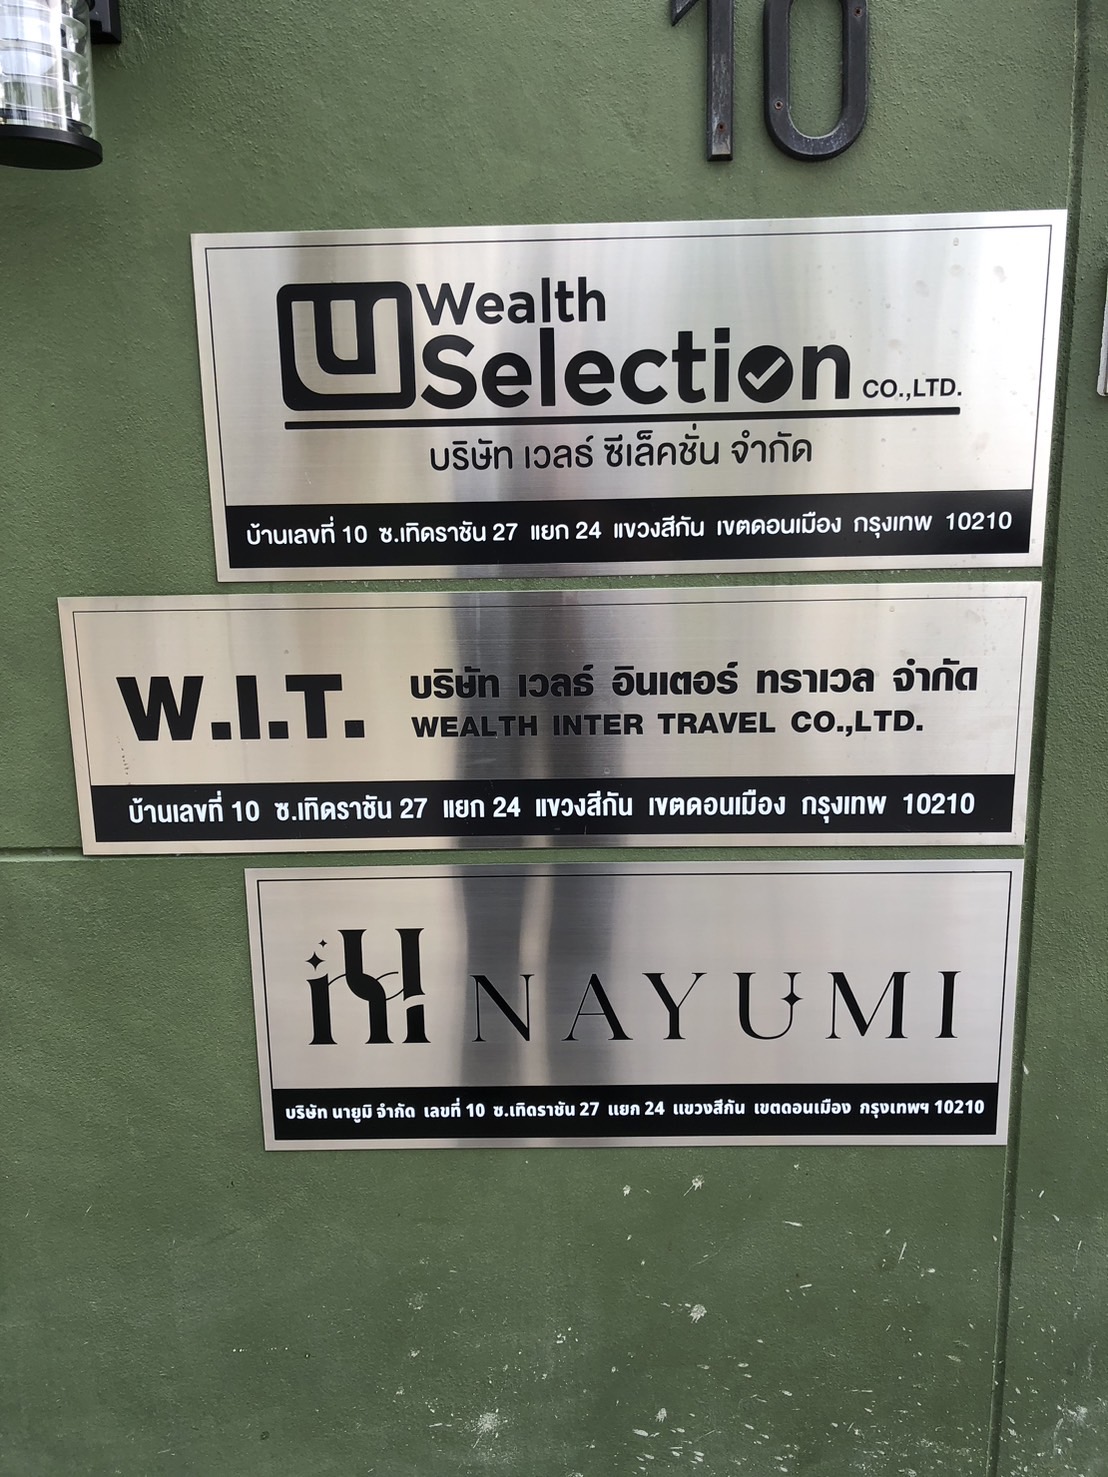 10
Wealth
Selection CO.,LTD.
บริษัท เวลธ์ ซีเล็คชั่น จำกัด
บ้านเลขที่ 10 ซ.เทิดราชัน 27 แยก 24 แขวงสีกัน เขตดอนเมือง กรุงเทพ 10210
W.I.T. บริษัท เวลธ์ อินเตอร์ ทราเวล จำกัด
WEALTH INTER TRAVEL CO.,LTD.
บ้านเลขที่ 10 ซ.เทิดราชัน 27 แยก 24 แขวงสีกัน เขตดอนเมือง กรุงเทพ 10210
NAYUMI
บริษัท นายูมิ จำกัด เลขที่ 10 ซ.เทิดราชัน 27 แยก 24 แขวงสีกัน เขตดอนเมือง กรุงเทพฯ 10210